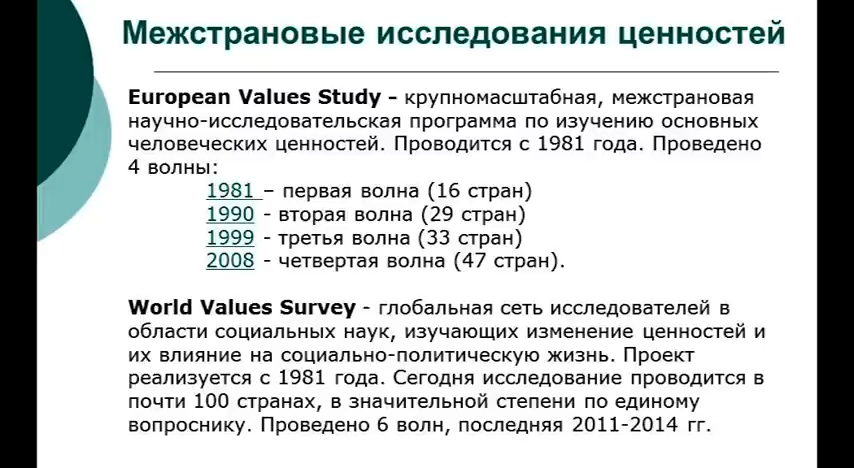 Межстрановые исследования ценностей
European Values Study - крупномасштабная, межстрановая
научно-исследовательская программа по изучению основных
человеческих ценностей. Проводится с 1981 года. Проведено
4 волны:
1981 – первая волна (16 стран)
1990 - вторая волна (29 стран)
1999 - третья волна (33 стран)
2008 - четвертая волна (47 стран).
World Values Survey - глобальная сеть исследователей в
области социальных наук, изучающих изменение ценностей и
их влияние на социально-политическую жизнь. Проект
реализуется с 1981 года. Сегодня исследование проводится в
почти 100 странах, в значительной степени по единому
вопроснику. Проведено 6 волн, последняя 2011-2014 гг.